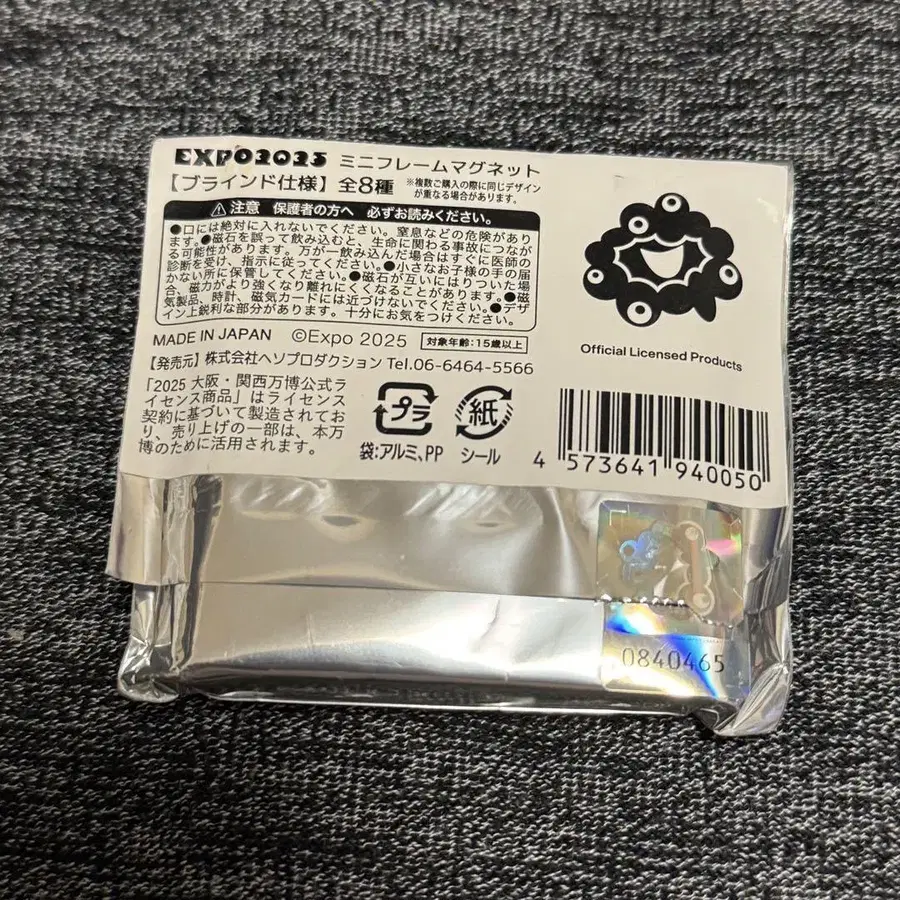 EXPO2025 ミニフレームマグネット
【ブラインド仕様】全8種 ※複数ご購入の際に同じデザイン
が重なる場合があります。
⚠注意 保護者の方へ 必ずお読みください。
●口には絶対に入れないでください。窒息などの危険があり
ます。●磁石を誤って飲み込むと、生命に関わる事故につなが
る可能性があります。万が一飲み込んだ場合はすぐに医師の
診断を受け、指示に従ってください。●小さなお子様の手の届
かない所に保管してください。●磁石が互いにはりついた場
合、磁力がより強くなり離れにくくなることがあります。●磁
気製品、時計、磁気カードには近づけないでください。●デザ
イン上鋭利な部分があります。十分にお気をつけください。
MADE IN JAPAN ©Expo 2025 対象年齢:15歳以上
【発売元】株式会社ヘソプロダクション Tel.06-6464-5566
「2025 大阪・関西万博公式ラ
イセンス商品」はライセンス
契約に基づいて製造されてお
り、売り上げの一部は、本万
博のために活用されます。
プラ
袋:アルミ、PP
紙
シール
Official Licensed Products
4 573641 940050
0840465